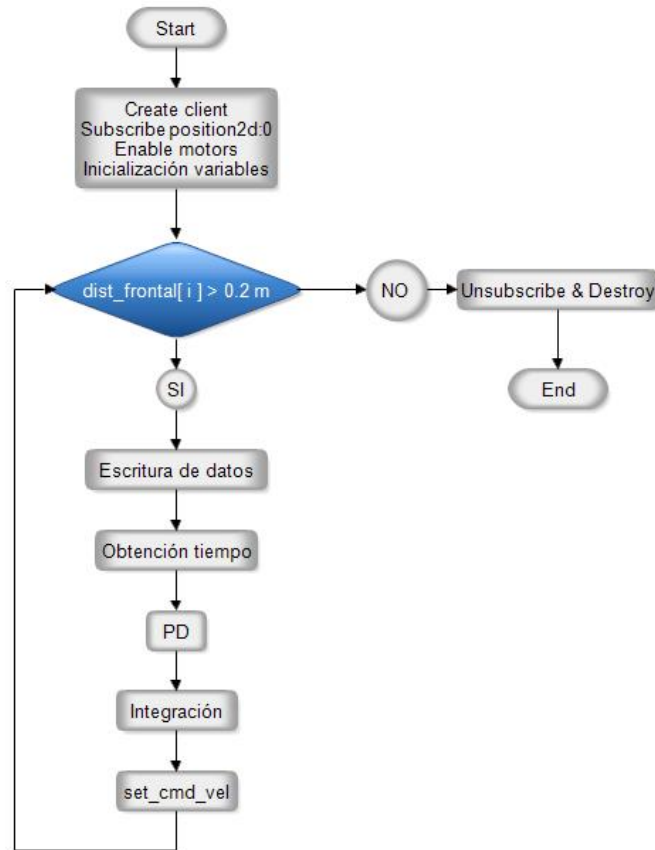 Start
Create client
Subscribe position2d:0
Enable motors
Inicialización variables
dist_frontal[ i ] > 0.2 m
NO
Unsubscribe & Destroy
SI
End
Escritura de datos
Obtención tiempo
PD
Integración
set_cmd_vel